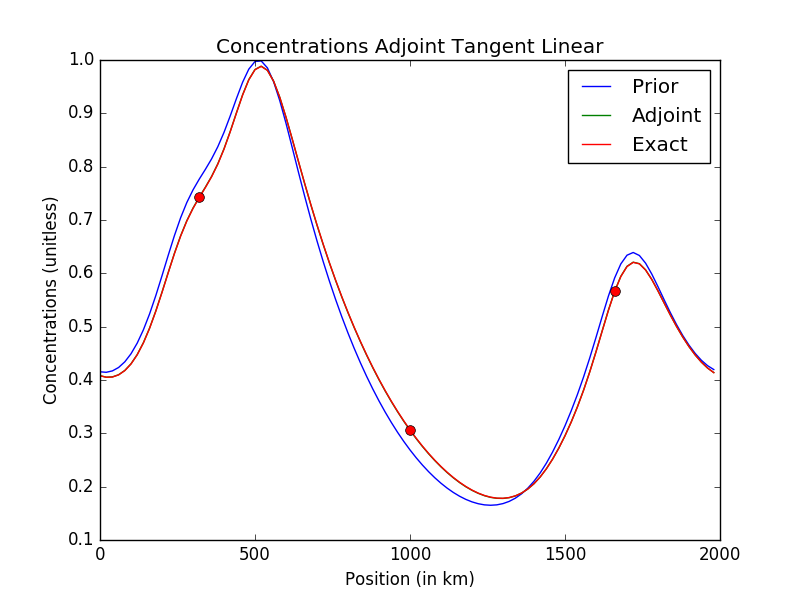 Concentrations Adjoint Tangent Linear
Prior
Adjoint
Exact
Concentrations (unitless)
1.0
0.9
0.8
0.7
0.6
0.5
0.4
0.3
0.2
0.1
0 500 1000 1500 2000
Position (in km)